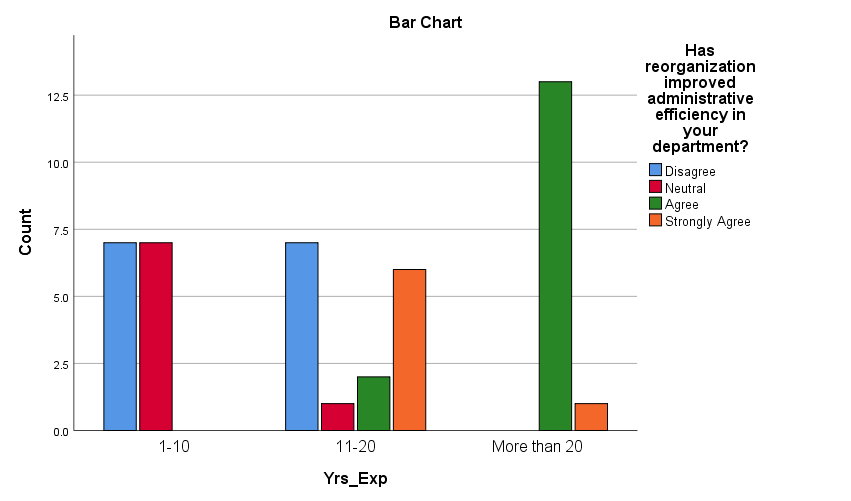 Bar Chart
Has
reorganization
improved
administrative
efficiency in
your
department?
Disagree
Neutral
Agree
Strongly Agree
Count
12.5
10.0
7.5
5.0
2.5
0.0
1-10
11-20
More than 20
Yrs_Exp